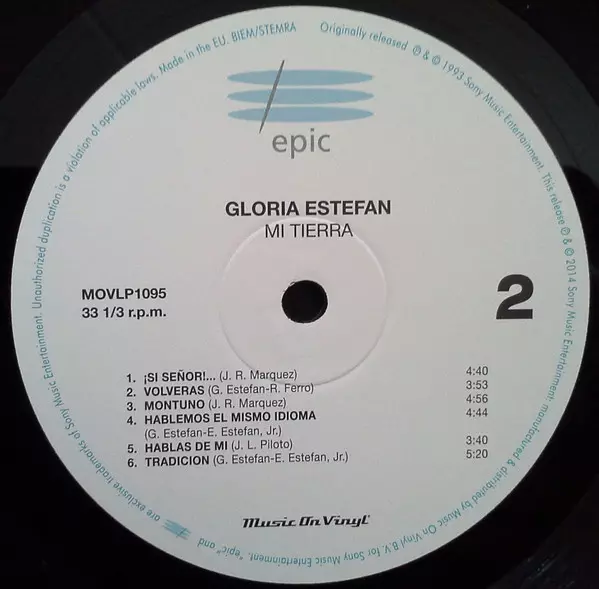 Made in the EU. BIEM/STEMRA Originally released ℗ & © 1993 Sony Music Entertainment. This release ℗ & © 2014 Sony Music Entertainment: manufactured & distributed by Music On Vinyl B.V. for Sony Music Entertainment. "epic" and
are exclusive trademarks of Sony Music Entertainment. Unauthorized duplication is a violation of applicable laws.
epic
GLORIA ESTEFAN
MI TIERRA
MOVLP1095
33 1/3 r.p.m.
2
1. ¡SI SEÑOR!... (J. R. Marquez) 4:40
2. VOLVERAS (G. Estefan-R. Ferro) 3:53
3. MONTUNO (J. R. Marquez) 4:56
4. HABLEMOS EL MISMO IDIOMA 4:44
(G. Estefan-E. Estefan, Jr.)
5. HABLAS DE MI (J. L. Piloto) 3:40
6. TRADICION (G. Estefan-E. Estefan, Jr.) 5:20
Music On Vinyl